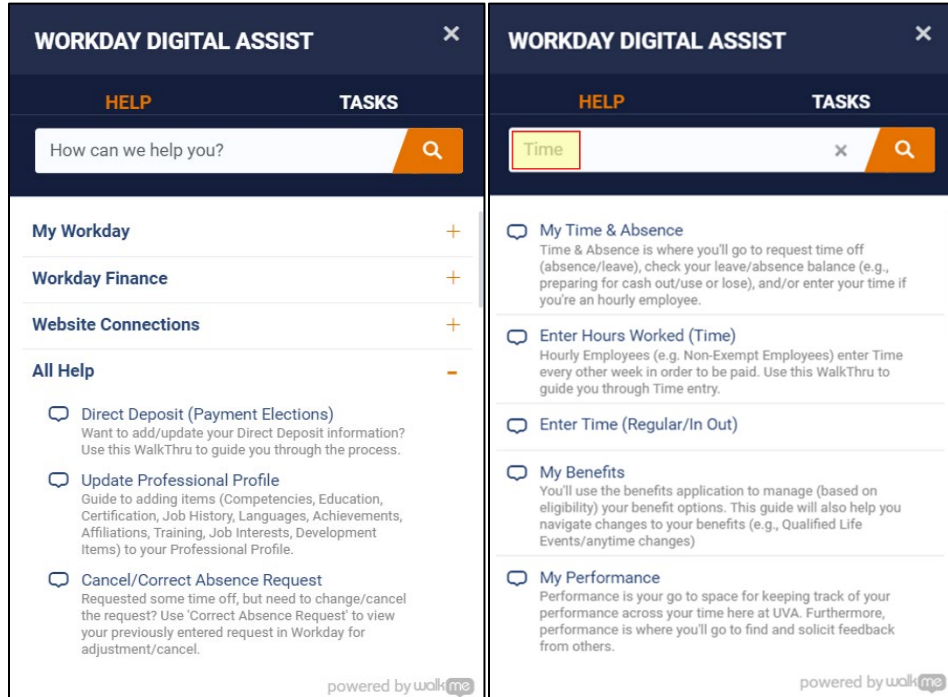 WORKDAY DIGITAL ASSIST
HELP
TASKS
How can we help you?
My Workday
Workday Finance
Website Connections
All Help
Direct Deposit (Payment Elections)
Want to add/update your Direct Deposit information?
Use this WalkThru to guide you through the process.
Update Professional Profile
Guide to adding items (Competencies, Education,
Certification, Job History, Languages, Achievements,
Affiliations, Training, Job Interests, Development
Items) to your Professional Profile.
Cancel/Correct Absence Request
Requested some time off, but need to change/cancel
the request? Use 'Correct Absence Request' to view
your previously entered request in Workday for
adjustment/cancel.
powered by walkme
WORKDAY DIGITAL ASSIST
HELP
TASKS
Time
My Time & Absence
Time & Absence is where you'll go to request time off
(absence/leave), check your leave/absence balance (e.g.,
preparing for cash out/use or lose), and/or enter your time if
you're an hourly employee.
Enter Hours Worked (Time)
Hourly Employees (e.g. Non-Exempt Employees) enter Time
every other week in order to be paid. Use this WalkThru to
guide you through Time entry.
Enter Time (Regular/In Out)
My Benefits
You'll use the benefits application to manage (based on
eligibility) your benefit options. This guide will also help you
navigate changes to your benefits (e.g., Qualified Life
Events/anytime changes)
My Performance
Performance is your go to space for keeping track of your
performance across your time here at UVA. Furthermore,
performance is where you'll go to find and solicit feedback
from others.
powered by walkme